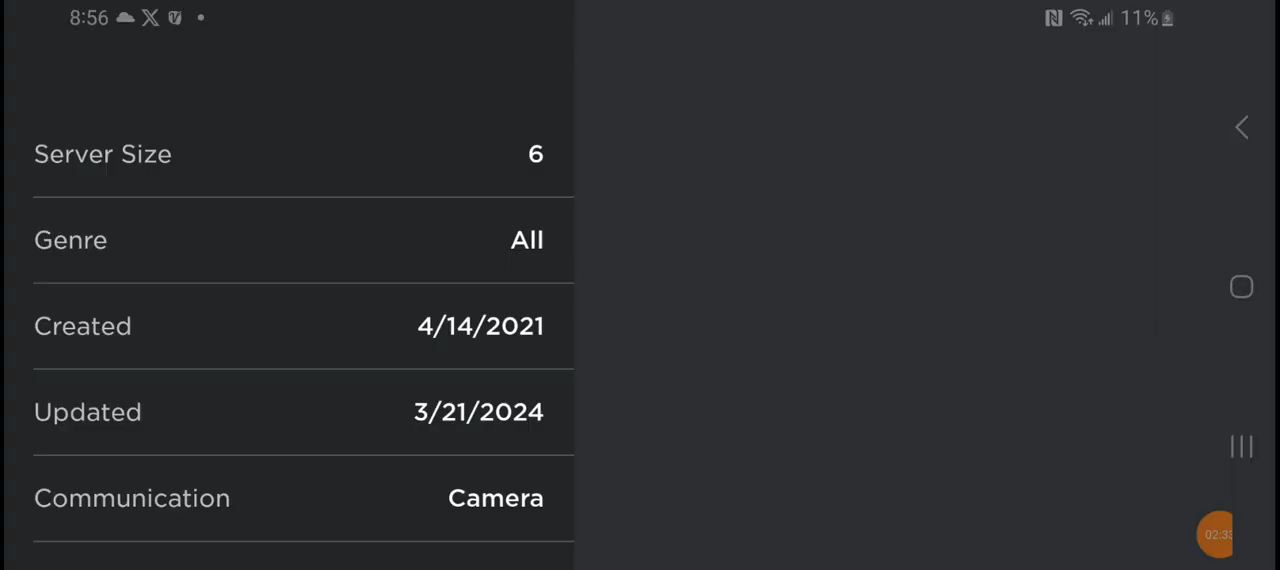 8:56 11%
Server Size 6
Genre All
Created 4/14/2021
Updated 3/21/2024
Communication Camera